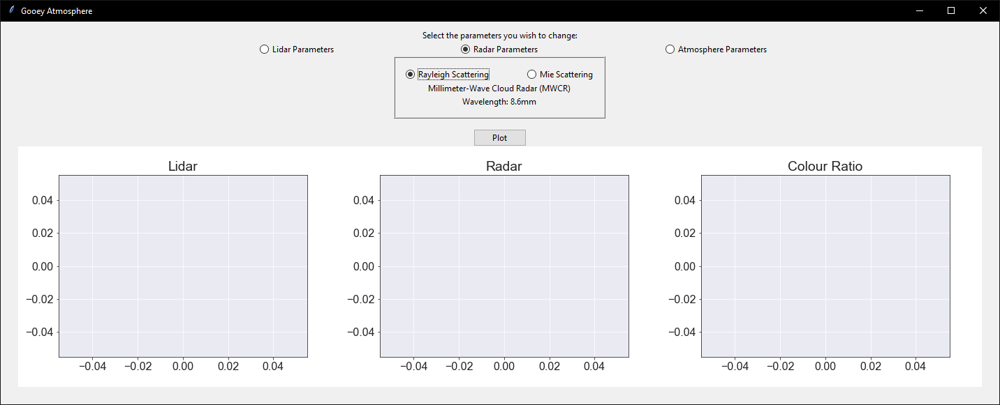 Gooey Atmosphere
Select the parameters you wish to change:
Lidar Parameters Radar Parameters Atmosphere Parameters
Rayleigh Scattering Mie Scattering
Millimeter-Wave Cloud Radar (MWCR)
Wavelength: 8.6mm
Plot
Lidar
0.04
0.02
0.00
−0.02
−0.04
−0.04 −0.02 0.00 0.02 0.04
Radar
0.04
0.02
0.00
−0.02
−0.04
−0.04 −0.02 0.00 0.02 0.04
Colour Ratio
0.04
0.02
0.00
−0.02
−0.04
−0.04 −0.02 0.00 0.02 0.04